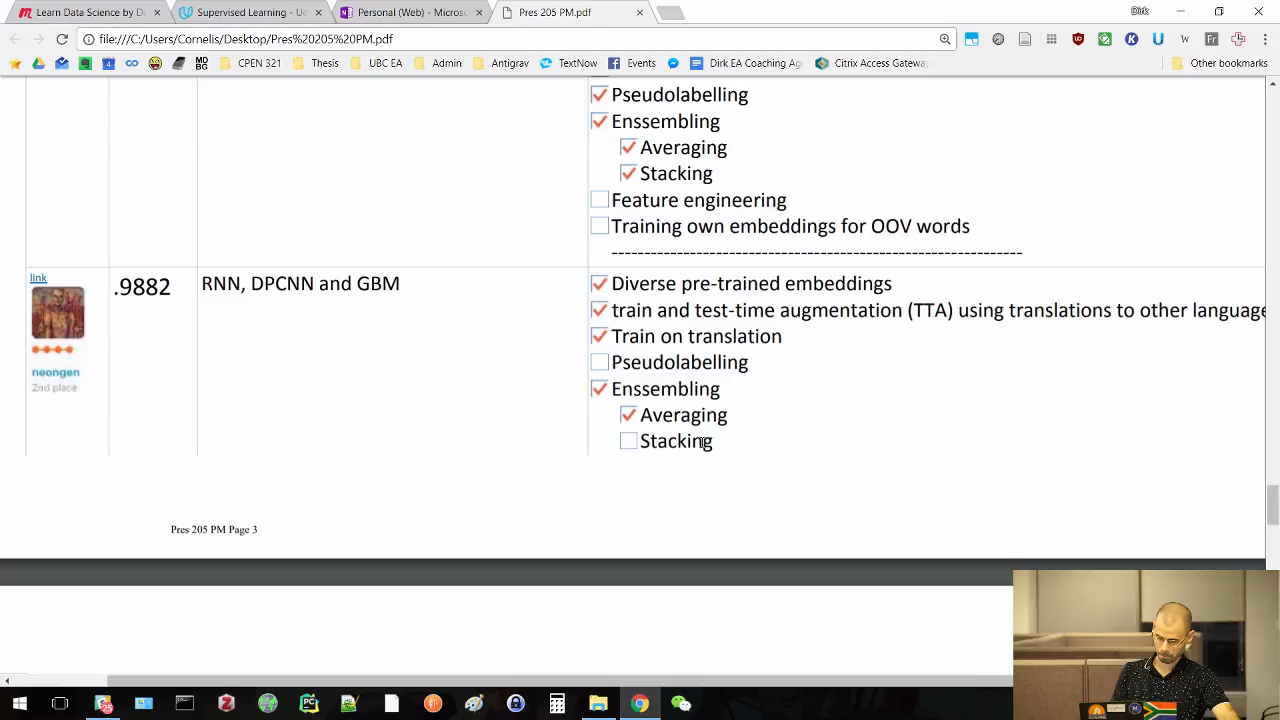 Learn Data Science by D
Supervised Learning - U
Personal (Web) - Micros
Pres 205 PM.pdf
Dirk
file:///C:/Users/Cornelis/Desktop/Pres%20205%20PM.pdf
CPEN 321
Thesis
UBC EA
Admin
Antigrav
TextNow
Events
Dirk EA Coaching Ag
Citrix Access Gateway
Other bookmarks
Pseudolabelling
Enssembling
Averaging
Stacking
Feature engineering
Training own embeddings for OOV words
--------------------------------------------------------------
link
.9882
RNN, DPCNN and GBM
neongen
2nd place
Diverse pre-trained embeddings
train and test-time augmentation (TTA) using translations to other language
Train on translation
Pseudolabelling
Enssembling
Averaging
Stacking
Pres 205 PM Page 3